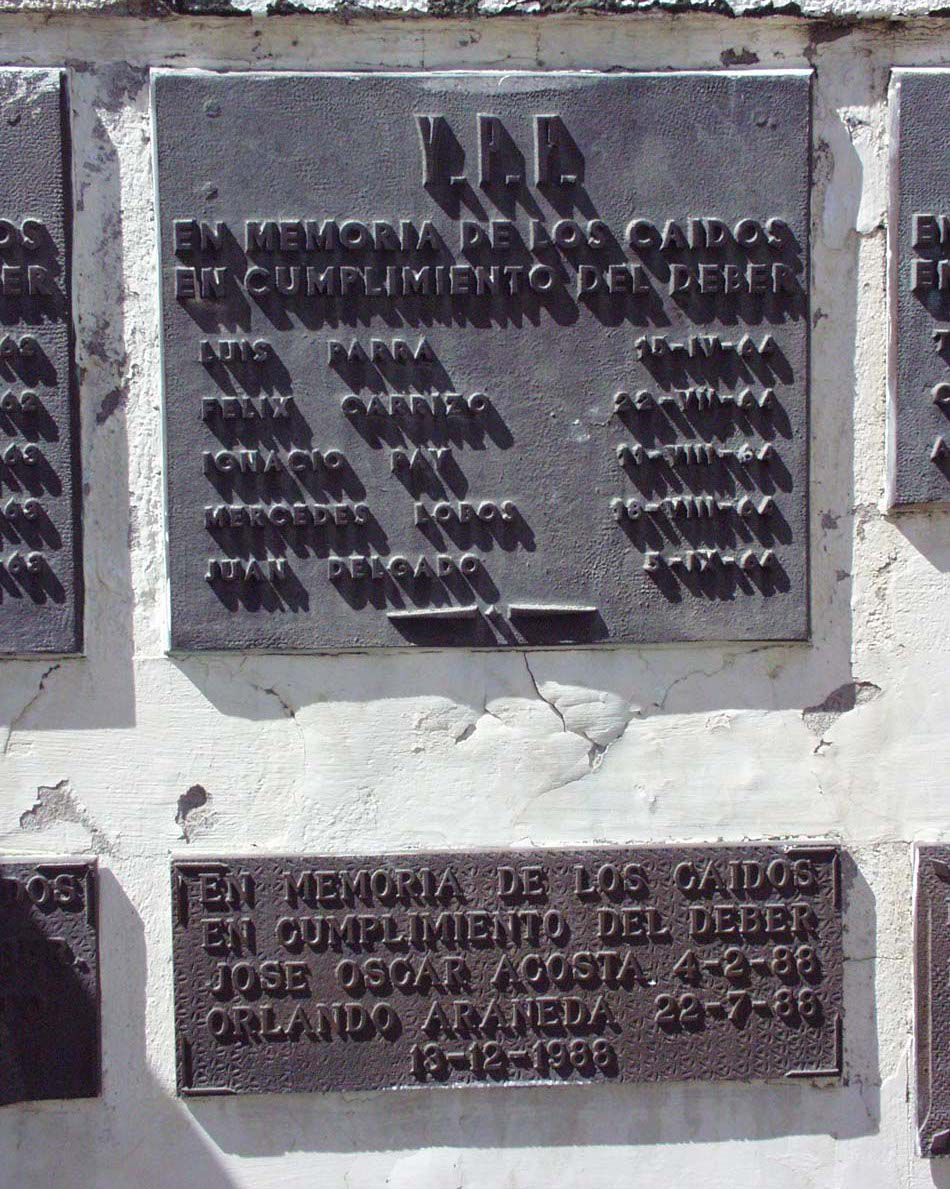 Y.P.F.
EN MEMORIA DE LOS CAIDOS
EN CUMPLIMIENTO DEL DEBER
LUIS PARRA 15-IV-64
FELIX CARRIZO 22-VII-64
IGNACIO PAY 11-VIII-64
MERCEDES LOBOS 18-VIII-64
JUAN DELGADO 5-IX-64
EN MEMORIA DE LOS CAIDOS
EN CUMPLIMIENTO DEL DEBER
JOSE OSCAR ACOSTA 4-2-88
ORLANDO ARANEDA 22-7-88
13-12-1988